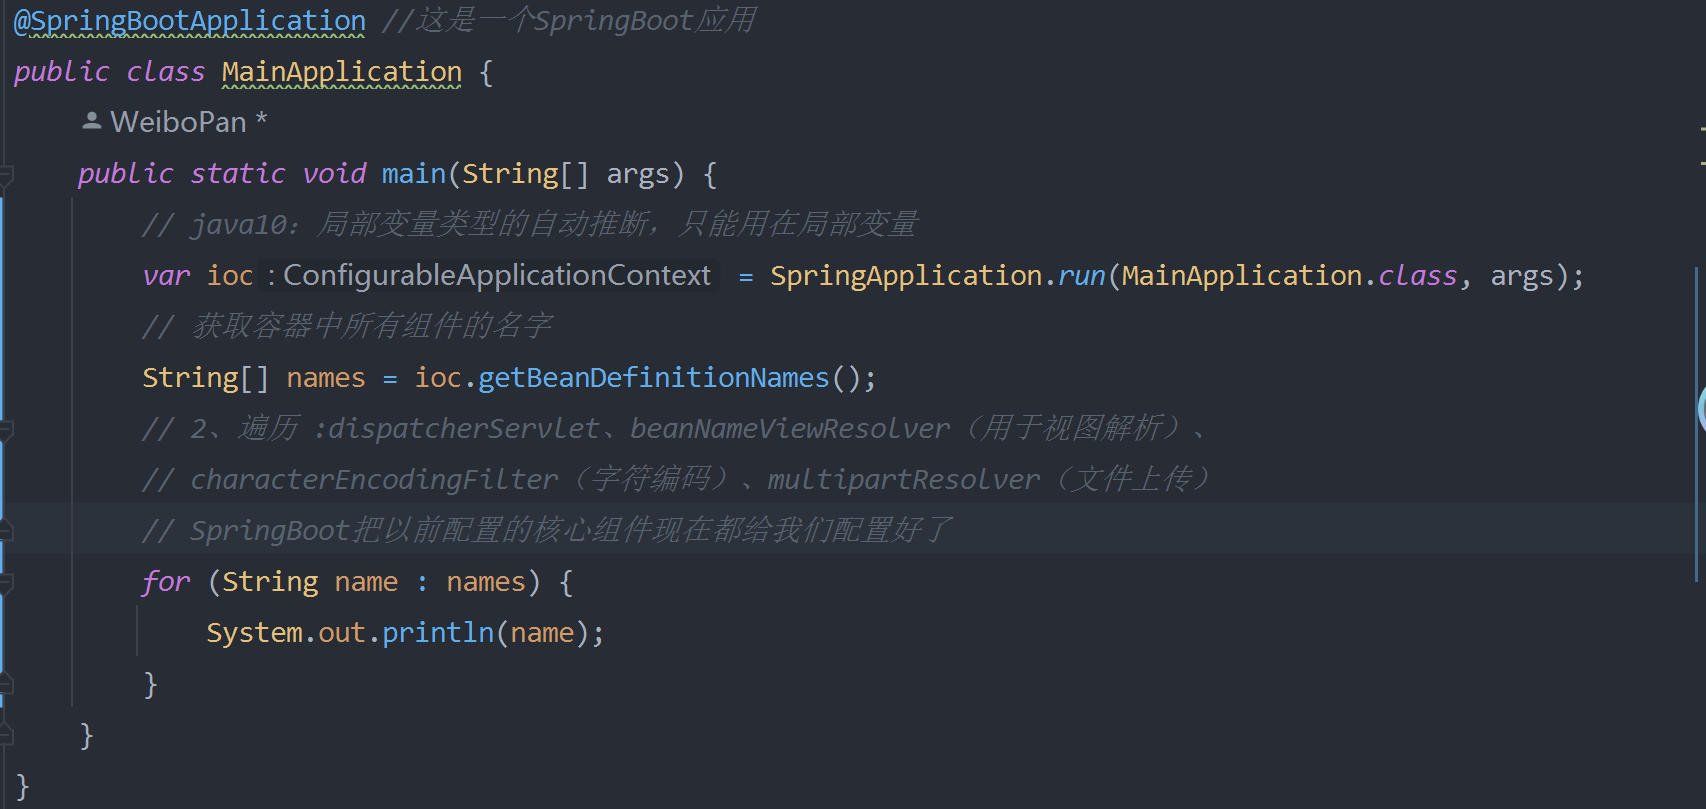 @SpringBootApplication //这是一个SpringBoot应用
public class MainApplication {
WeiboPan *
public static void main(String[] args) {
// java10：局部变量类型的自动推断，只能用在局部变量
var ioc : ConfigurableApplicationContext = SpringApplication.run(MainApplication.class, args);
// 获取容器中所有组件的名字
String[] names = ioc.getBeanDefinitionNames();
// 2、遍历 :dispatcherServlet、beanNameViewResolver（用于视图解析）、
// characterEncodingFilter（字符编码）、multipartResolver（文件上传）
// SpringBoot把以前配置的核心组件现在都给我们配置好了
for (String name : names) {
System.out.println(name);
}
}
}